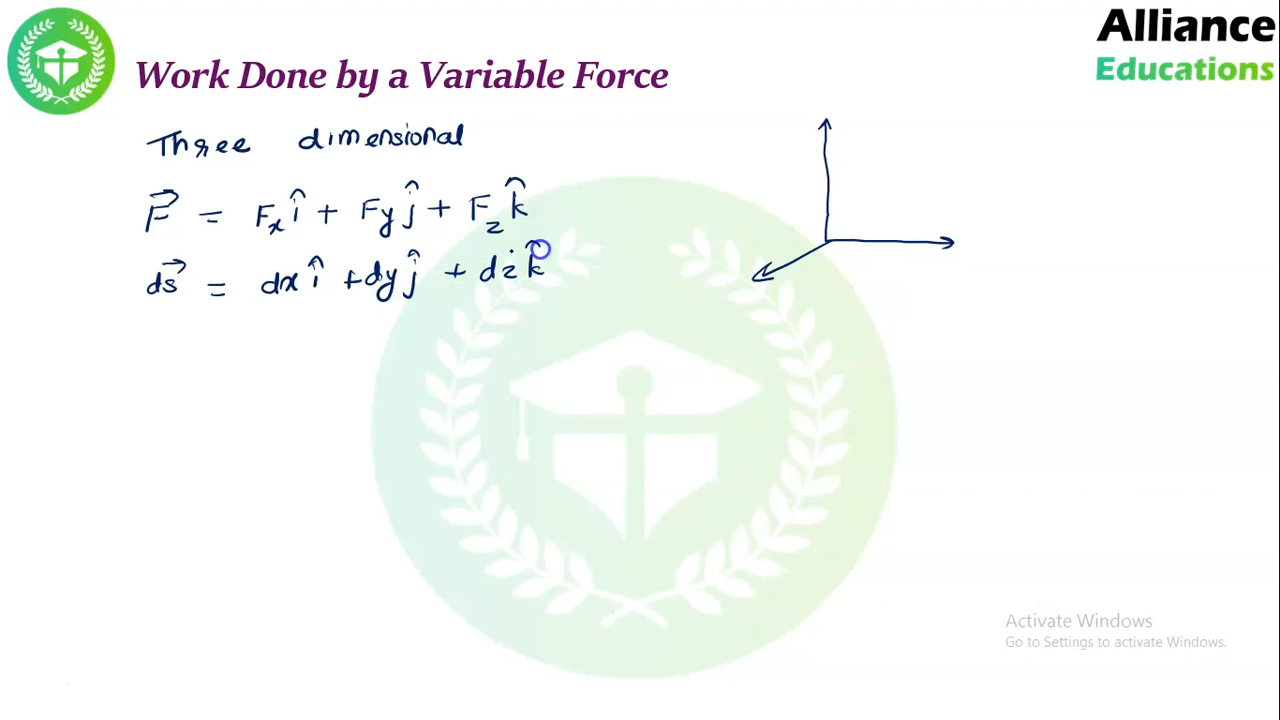 Alliance
Educations
Work Done by a Variable Force
Three dimensional
F⃗ = Fₓ î + Fy ĵ + F_z k̂
ds⃗ = dx î + dy ĵ + dz k̂
Activate Windows
Go to Settings to activate Windows.